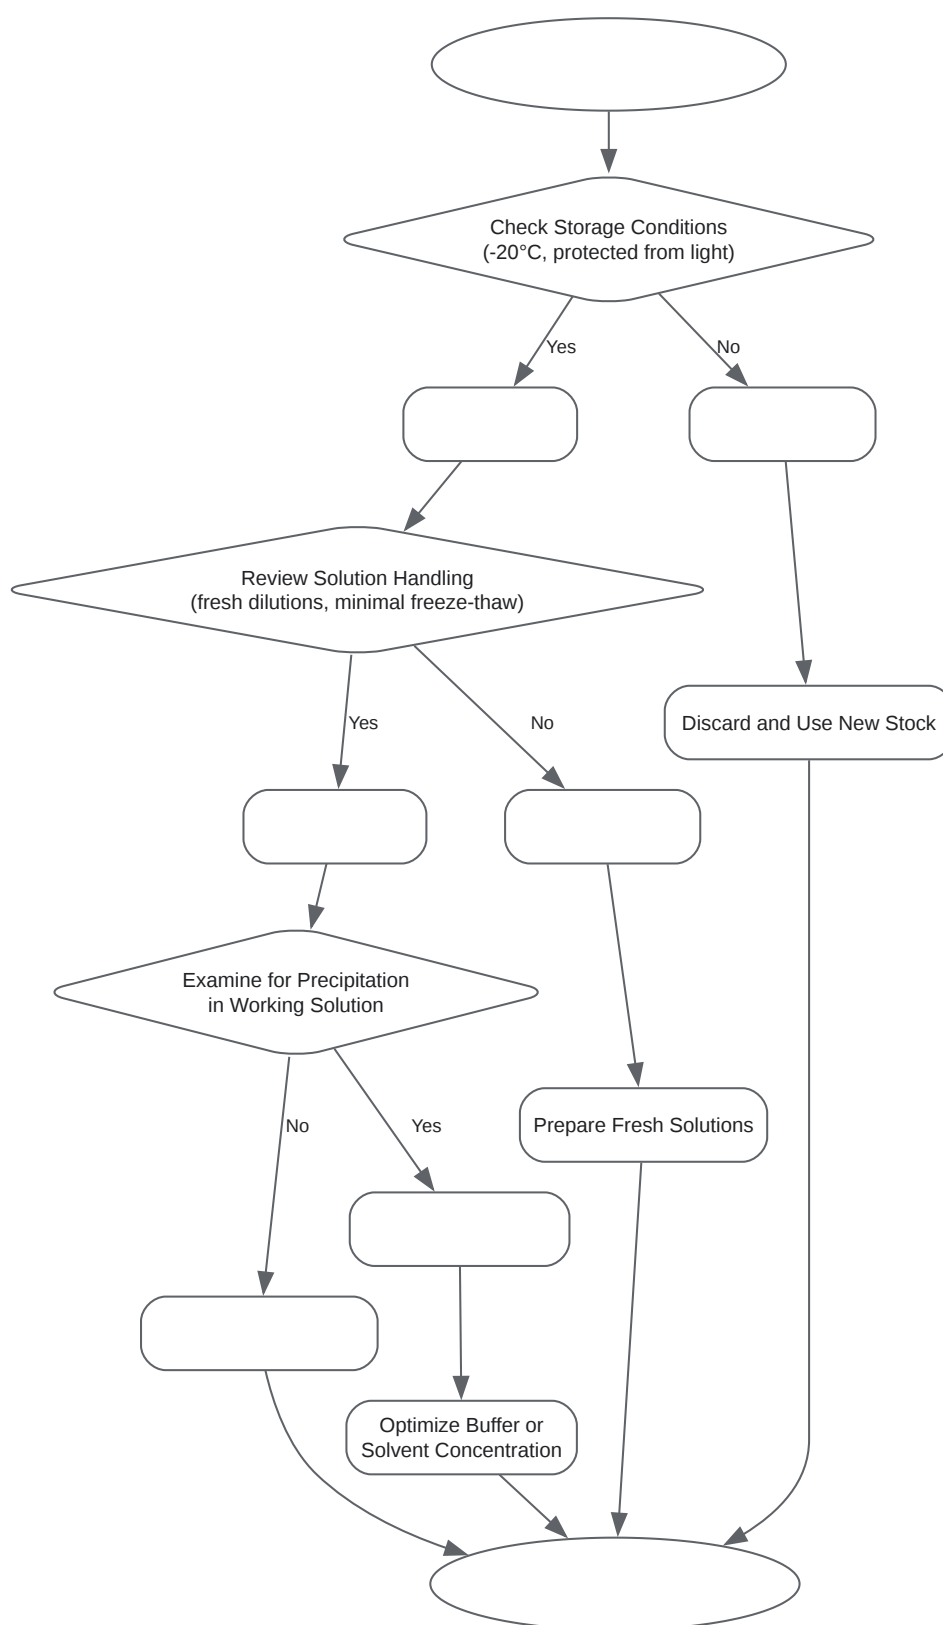 Check Storage Conditions
(-20°C, protected from light)
Yes
No
Review Solution Handling
(fresh dilutions, minimal freeze-thaw)
Yes
No
Discard and Use New Stock
Examine for Precipitation
in Working Solution
No
Yes
Prepare Fresh Solutions
Optimize Buffer or
Solvent Concentration